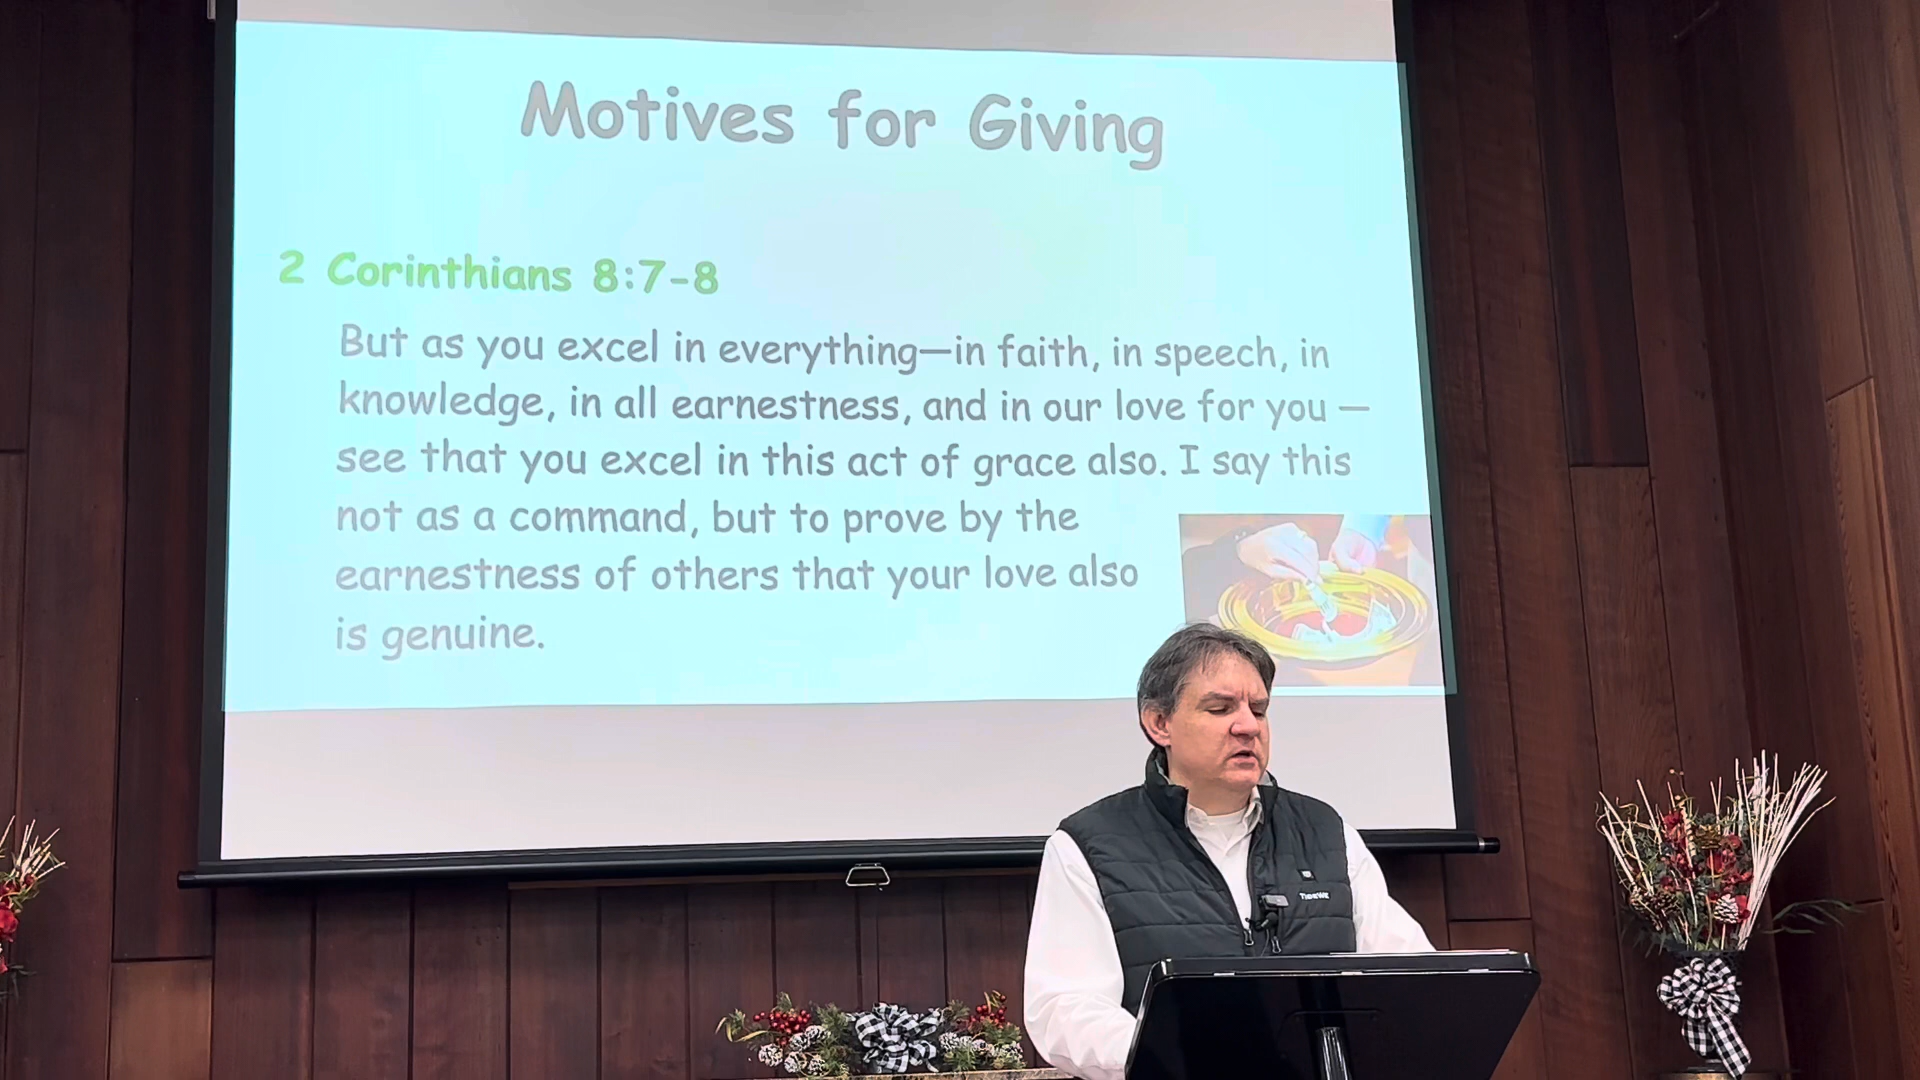 Motives for Giving
2 Corinthians 8:7-8
But as you excel in everything—in faith, in speech, in
knowledge, in all earnestness, and in our love for you —
see that you excel in this act of grace also. I say this
not as a command, but to prove by the
earnestness of others that your love also
is genuine.
TideWe